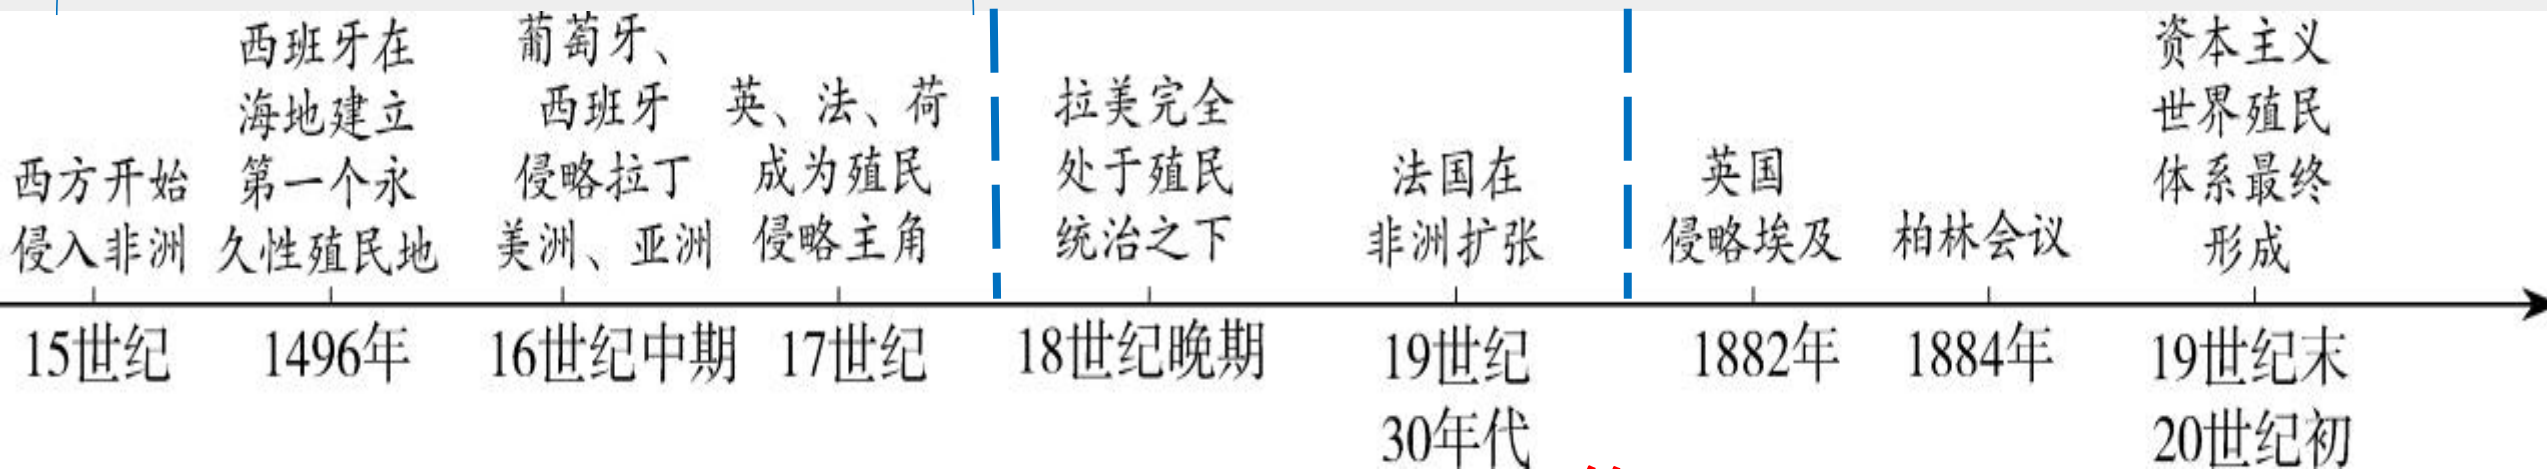 西方开始
侵入非洲
15世纪
西班牙在
海地建立
第一个永
久性殖民地
1496年
葡萄牙、
西班牙
侵略拉丁
美洲、亚洲
16世纪中期
英、法、荷
成为殖民
侵略主角
17世纪
拉美完全
处于殖民
统治之下
18世纪晚期
法国在
非洲扩张
19世纪
30年代
英国
侵略埃及
1882年
柏林会议
1884年
资本主义
世界殖民
体系最终
形成
19世纪末
20世纪初